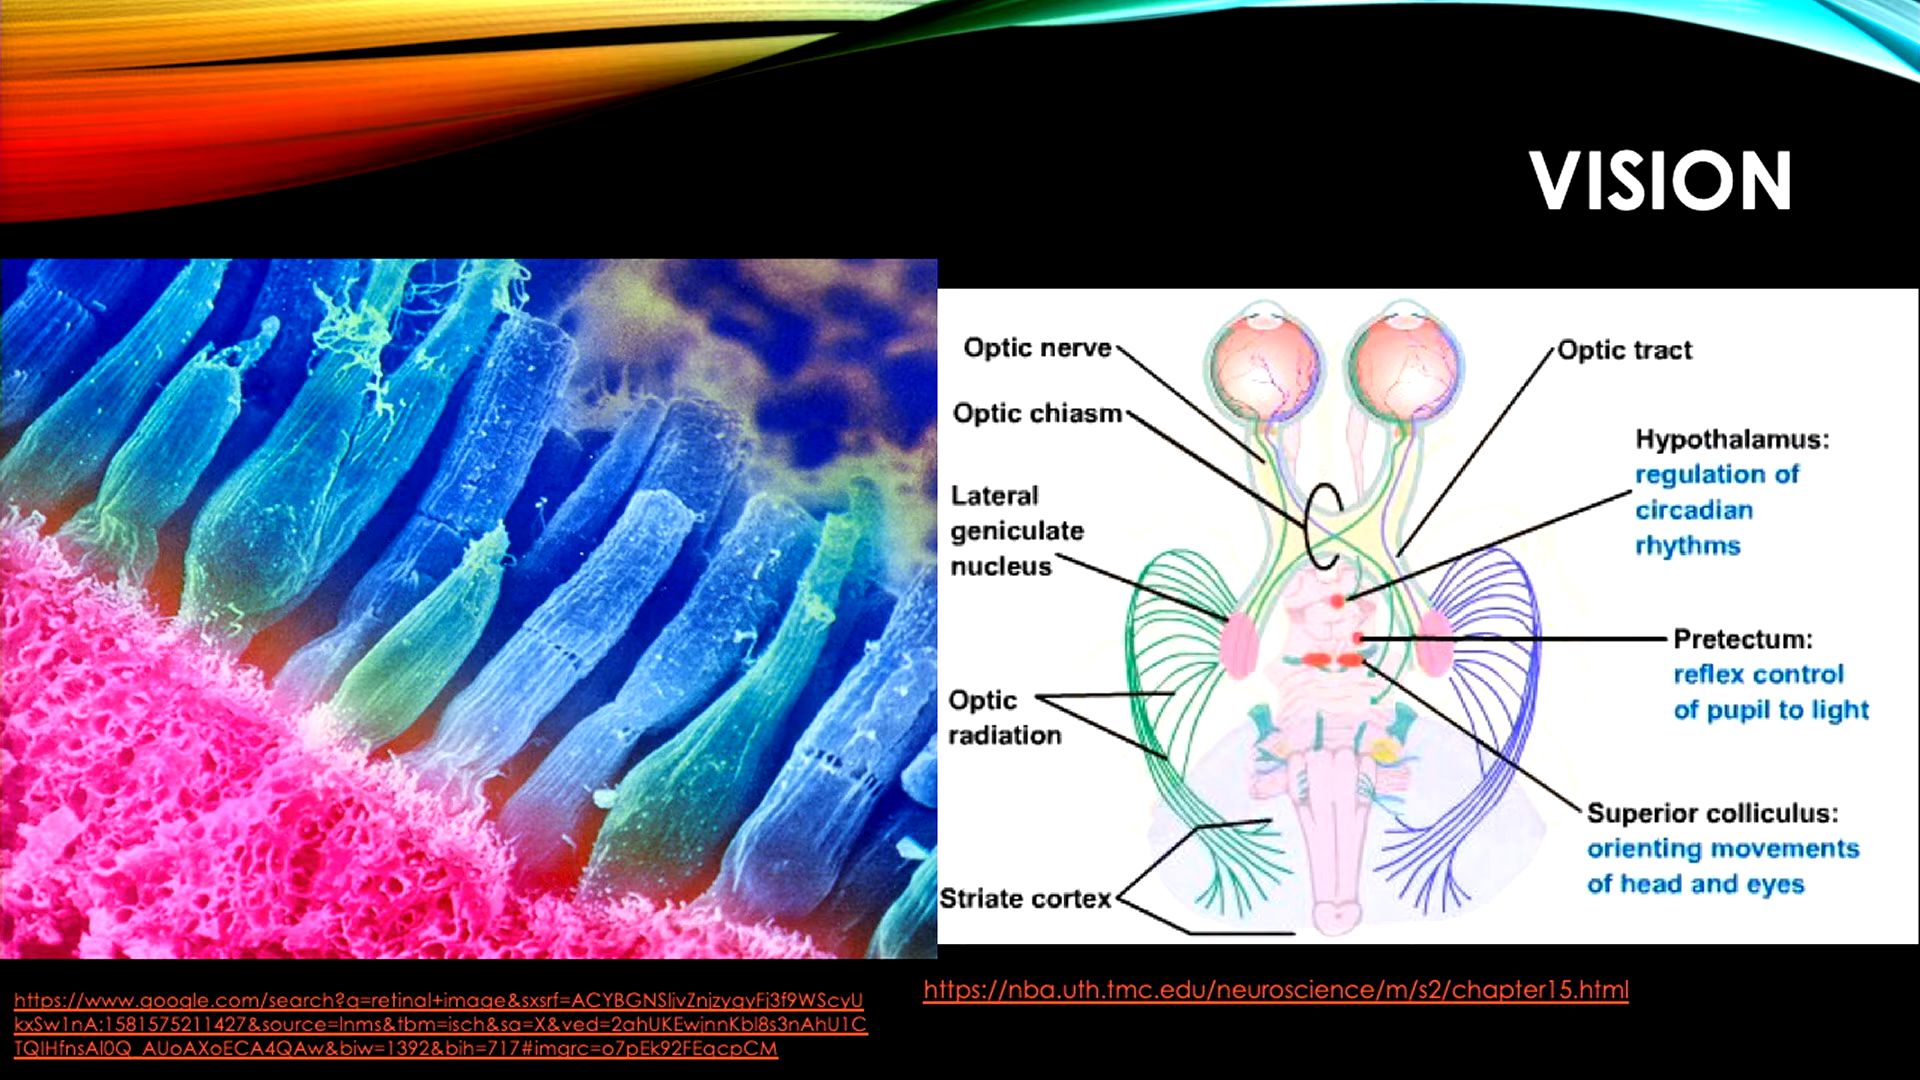 VISION
Optic nerve
Optic chiasm
Lateral
geniculate
nucleus
Optic
radiation
Striate cortex
Optic tract
Hypothalamus:
regulation of
circadian
rhythms
Pretectum:
reflex control
of pupil to light
Superior colliculus:
orienting movements
of head and eyes
https://www.google.com/search?q=retinal+image&sxsrf=ACYBGNSljvZnjzyqyFj3f9WScyU
kxSw1nA:1581575211427&source=lnms&tbm=isch&sa=X&ved=2ahUKEwjnnKbl8s3nAhU1C
TQIHfnsAl0Q_AUoAXoECA4QAw&biw=1392&bih=717#imgrc=o7pEk92FEqcpCM
https://nba.uth.tmc.edu/neuroscience/m/s2/chapter15.html